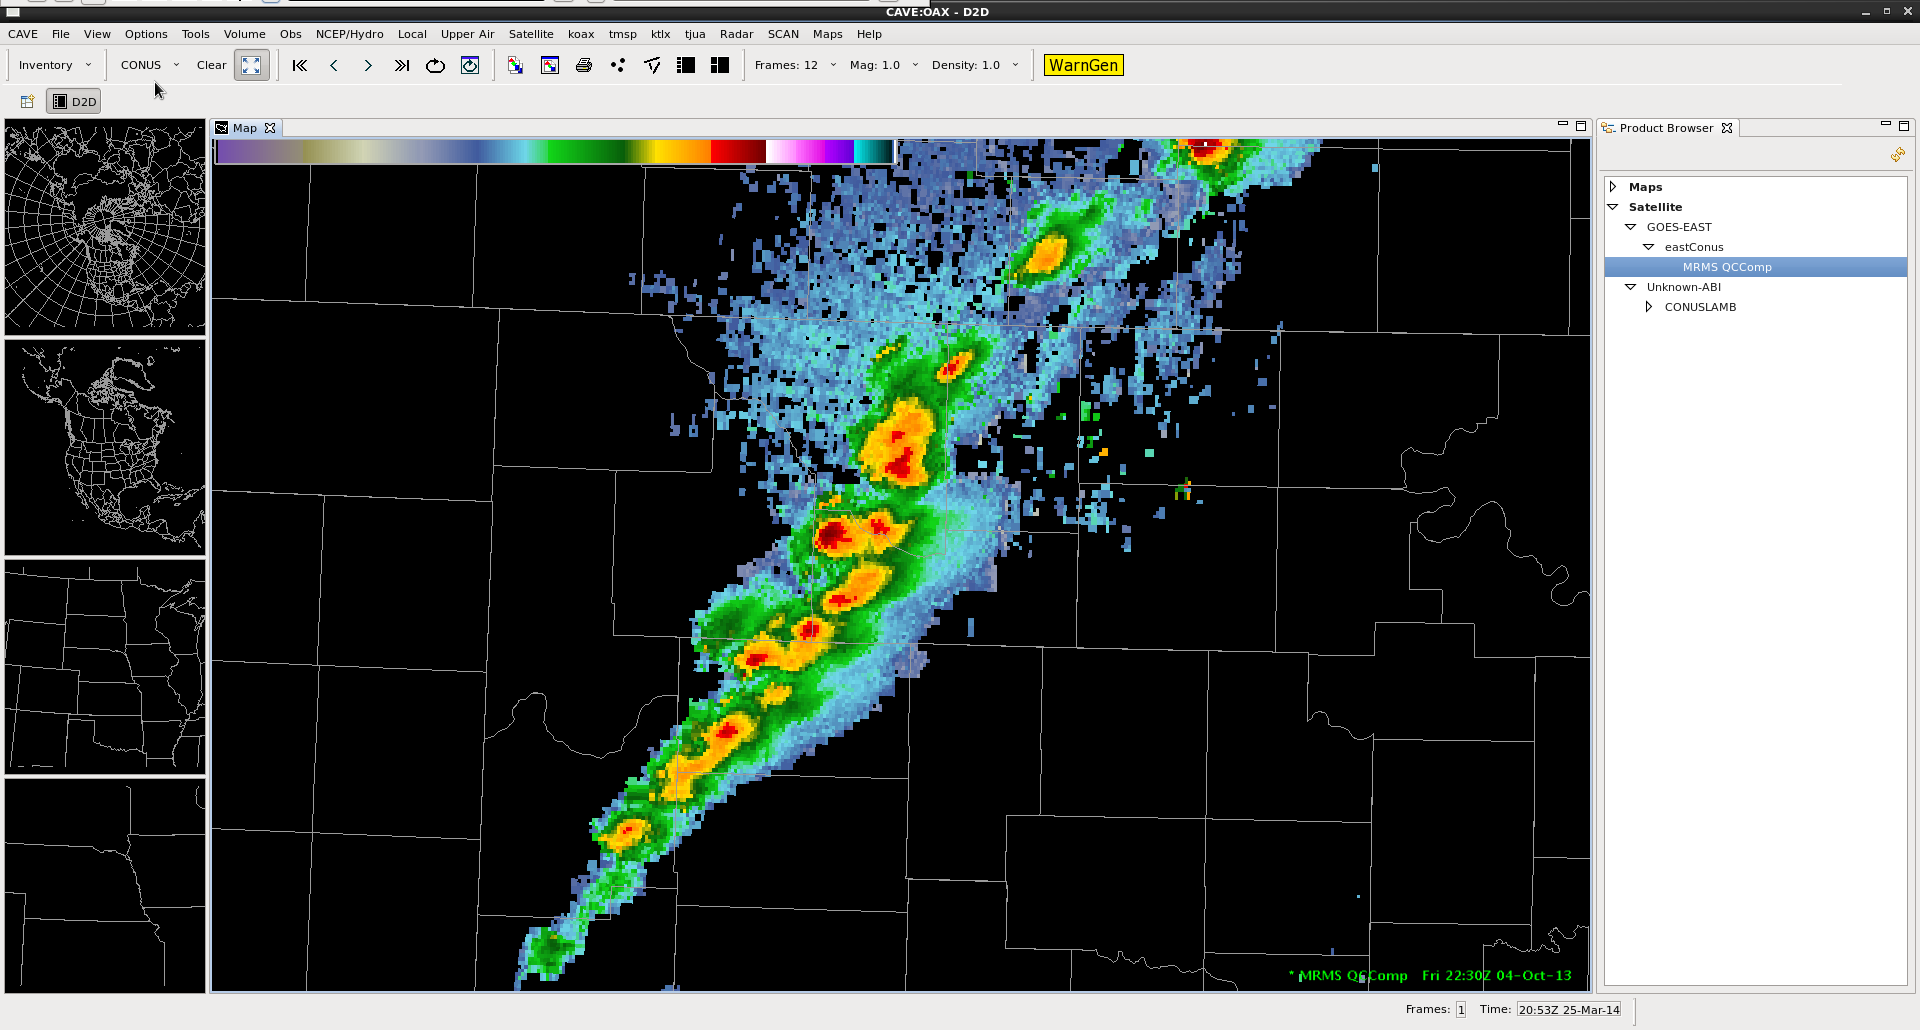 CAVE:OAX - D2D
CAVE File View Options Tools Volume Obs NCEP/Hydro Local Upper Air Satellite koax tmsp ktlx tjua Radar SCAN Maps Help
Inventory CONUS Clear Frames: 12 Mag: 1.0 Density: 1.0 WarnGen
D2D
Map
Product Browser
Maps
Satellite
GOES-EAST
eastConus
MRMS QCComp
Unknown-ABI
CONUSLAMB
* MRMS QCComp Fri 22:30Z 04-Oct-13
Frames: 1 Time: 20:53Z 25-Mar-14